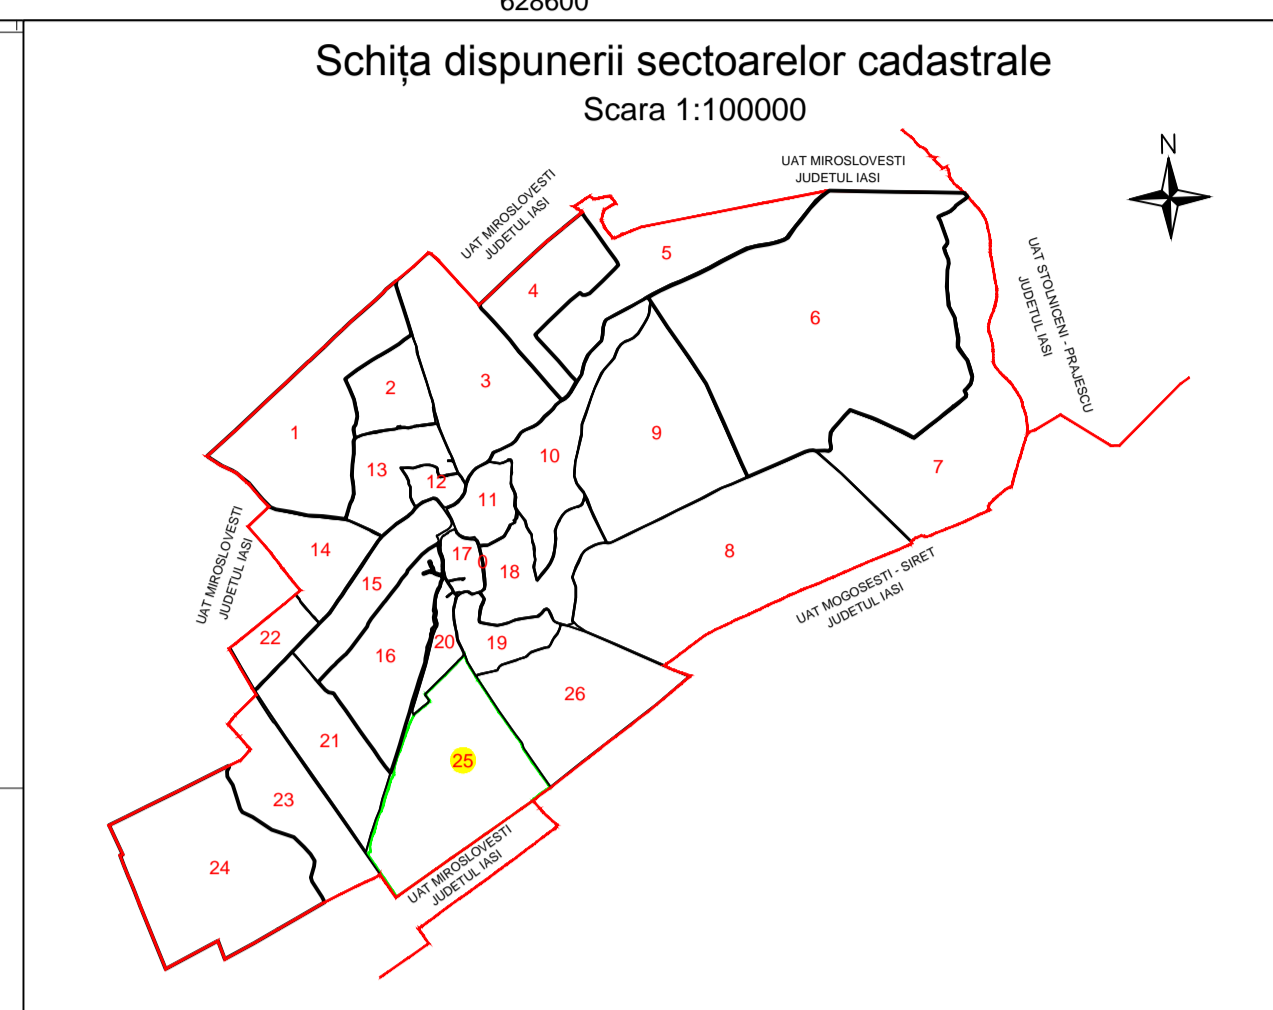 628600
Schița dispunerii sectoarelor cadastrale
Scara 1:100000
N
UAT MIROSLOVESTI
JUDETUL IASI
UAT MIROSLOVESTI
JUDETUL IASI
UAT STOLNICENI - PRAJESCU
JUDETUL IASI
5
4
6
3
2
1
9
10
7
13
12
11
14
17
0
18
8
15
UAT MIROSLOVESTI
JUDETUL IASI
UAT MOGOSESTI - SIRET
JUDETUL IASI
22
16
20
19
26
21
25
23
24
UAT MIROSLOVESTI
JUDETUL IASI